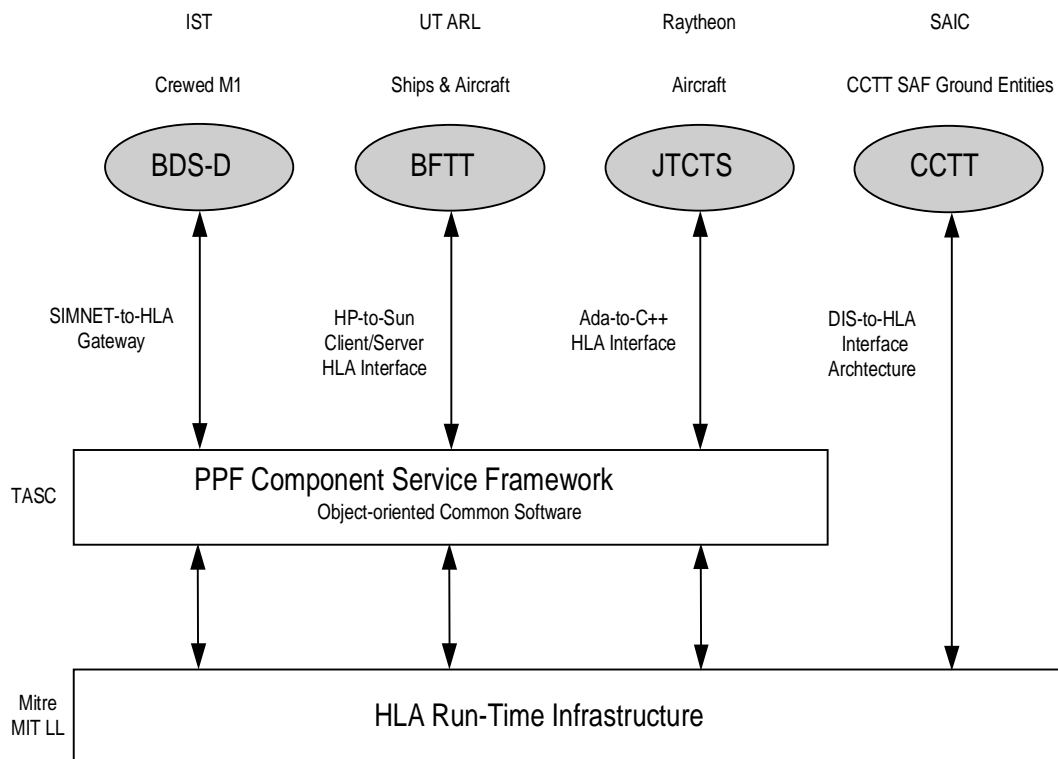 IST
UT ARL
Raytheon
SAIC
Crewed M1
Ships & Aircraft
Aircraft
CCTT SAF Ground Entities
BDS-D
BFTT
JTCTS
CCTT
SIMNET-to-HLA
Gateway
HP-to-Sun
Client/Server
HLA Interface
Ada-to-C++
HLA Interface
DIS-to-HLA
Interface
Archtecture
TASC
PPF Component Service Framework
Object-oriented Common Software
Mitre
MIT LL
HLA Run-Time Infrastructure